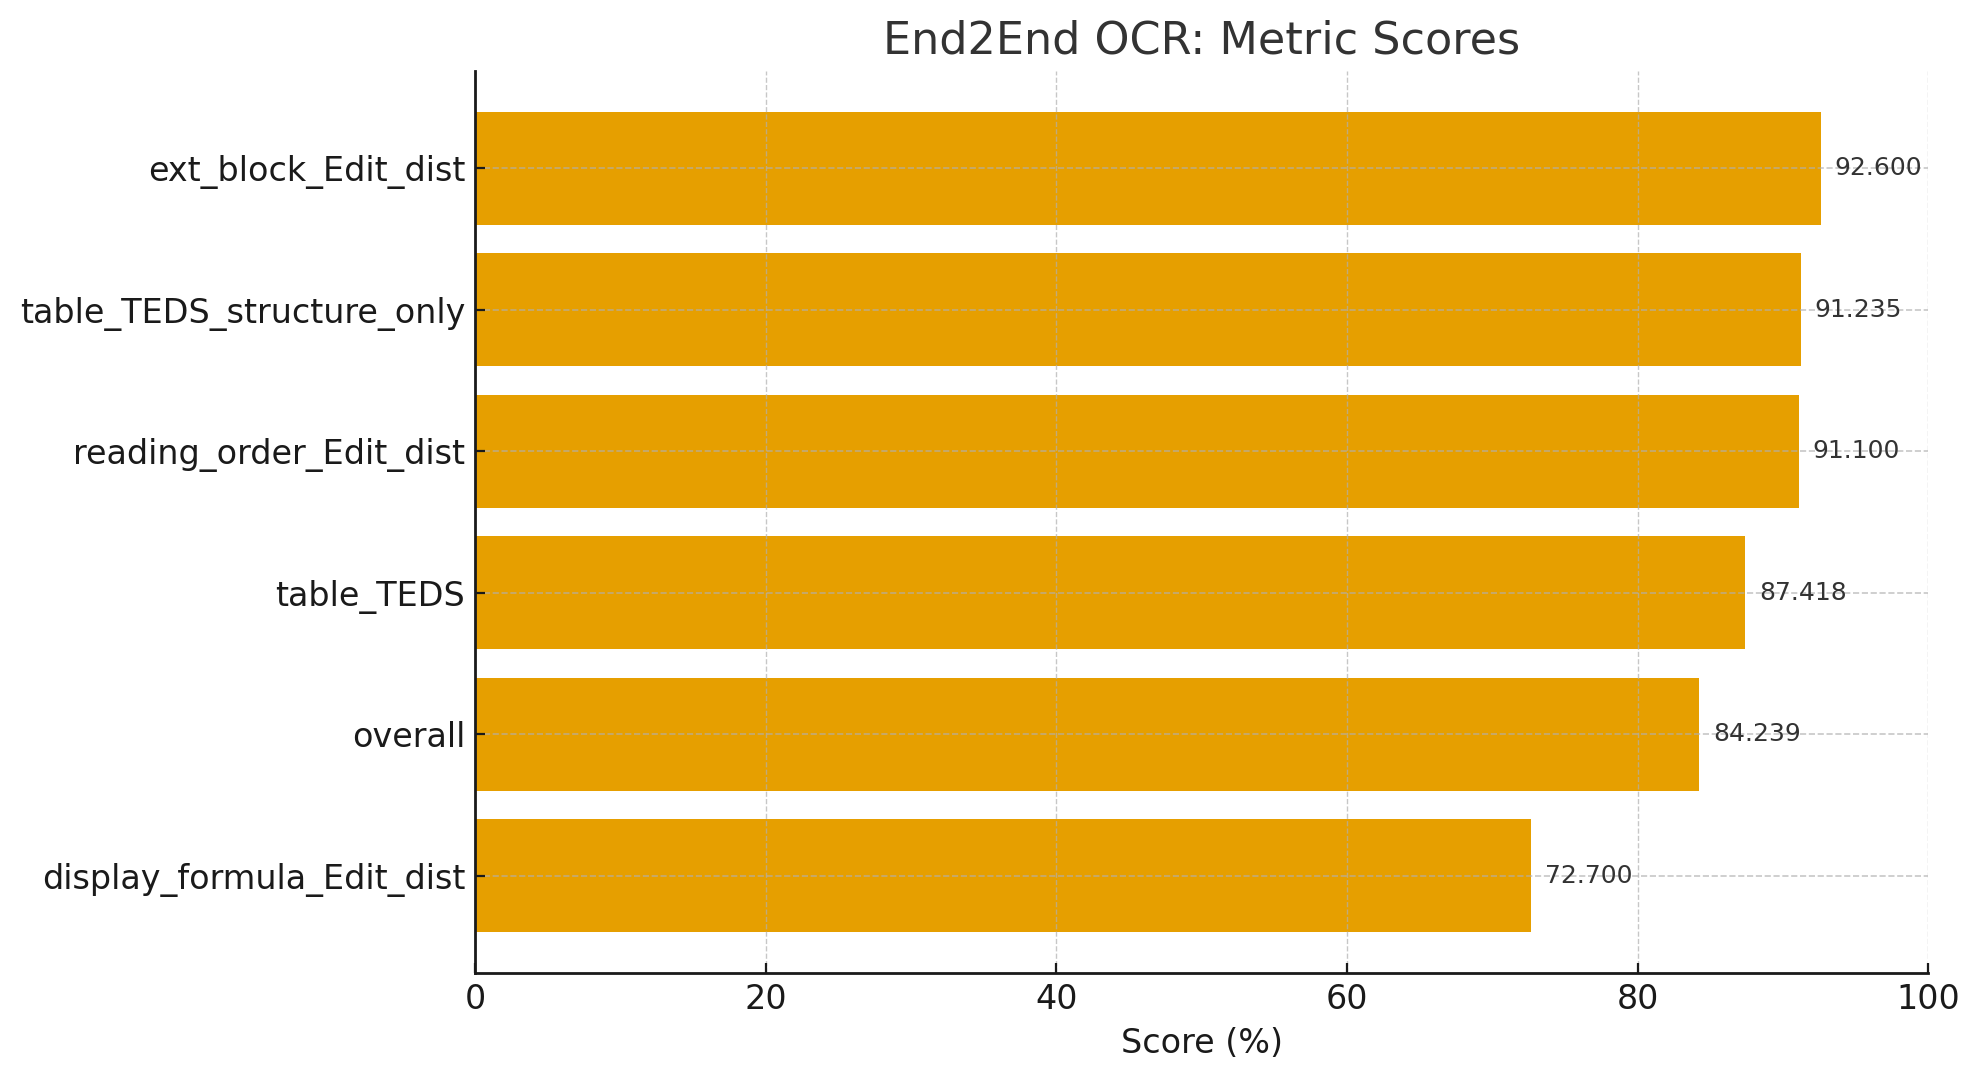 End2End OCR: Metric Scores
ext_block_Edit_dist 92.600
table_TEDS_structure_only 91.235
reading_order_Edit_dist 91.100
table_TEDS 87.418
overall 84.239
display_formula_Edit_dist 72.700
0 20 40 60 80 100
Score (%)